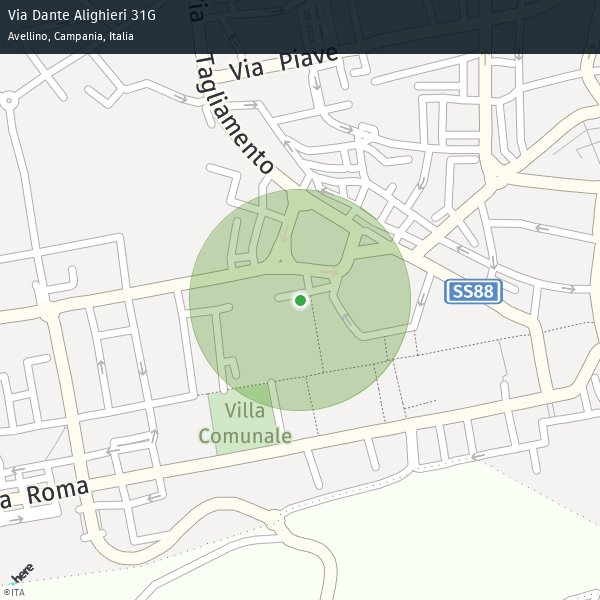 Via Dante Alighieri 31G
Avellino, Campania, Italia
Via Piave
Tagliamento
SS88
Villa
Comunale
Roma
here
©ITA